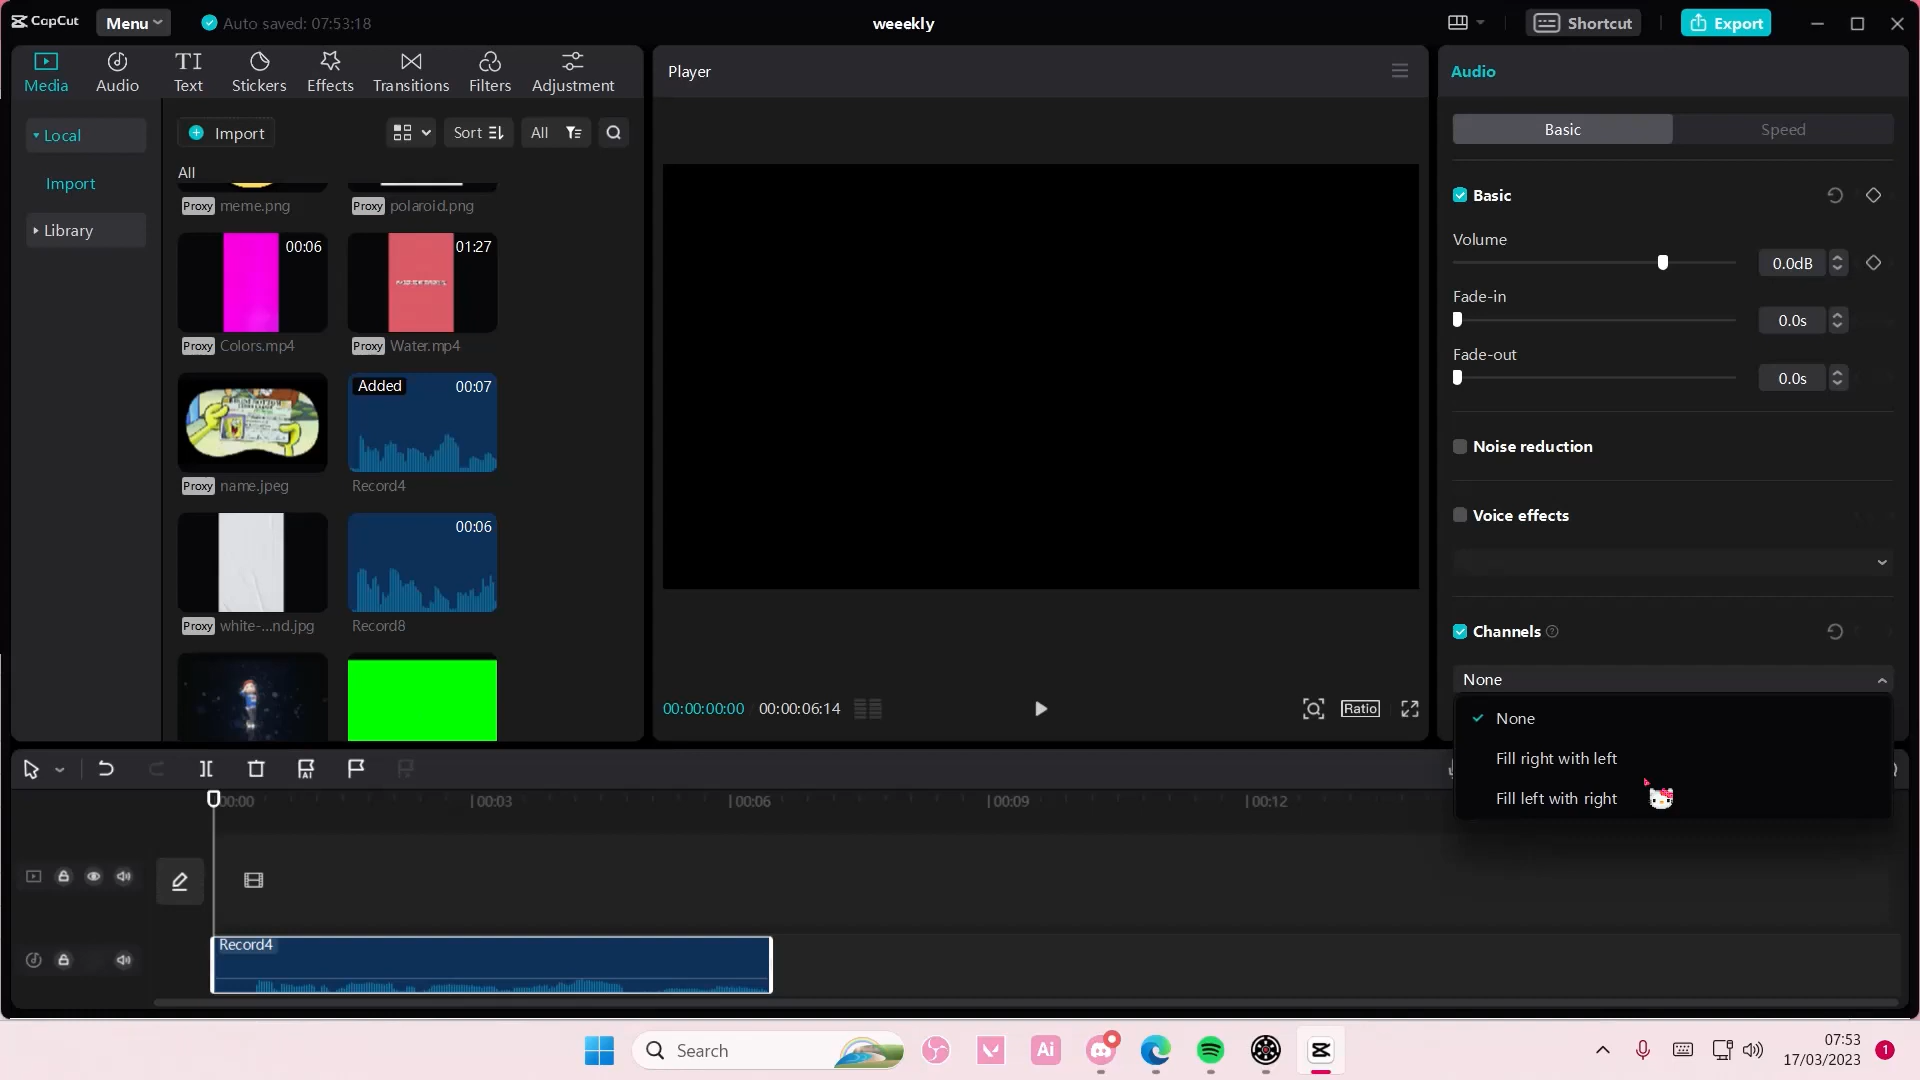 CapCut
Menu
Auto saved: 07:53:18
weeekly
Shortcut
Export
Media
Audio
Text
Stickers
Effects
Transitions
Filters
Adjustment
Local
Import
Library
Import
Sort
All
All
Proxy meme.png
Proxy polaroid.png
00:06
01:27
Proxy Colors.mp4
Proxy Water.mp4
Added
00:07
Proxy name.jpeg
Record4
00:06
Proxy white-...nd.jpg
Record8
Player
00:00:00:00
00:00:06:14
Ratio
Audio
Basic
Speed
Basic
Volume
0.0dB
Fade-in
0.0s
Fade-out
0.0s
Noise reduction
Voice effects
Channels
None
None
Fill right with left
Fill left with right
AI
00:00
00:03
00:06
00:09
00:12
Record4
Search
Ai
07:53
17/03/2023
1